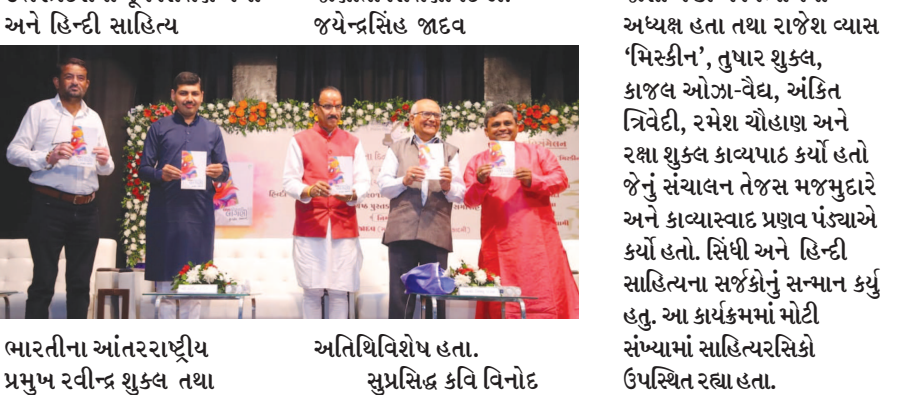 અને હિન્દી સાહિત્ય
ભારતીના આંતરરાષ્ટ્રીય
પ્રમુખ રવીન્દ્ર શુક્લ તથા
જયેન્દ્રસિંહ જાદવ
અતિથિવિશેષ હતા.
સુપ્રસિદ્ધ કવિ વિનોદ
અધ્યક્ષ હતા તથા રાજેશ વ્યાસ
‘મિસ્કીન’, તુષાર શુક્લ,
કાજલ ઓઝા-વૈદ્ય, અંકિત
ત્રિવેદી, રમેશ ચૌહાણ અને
રક્ષા શુક્લ કાવ્યપાઠ કર્યો હતો
જેનું સંચાલન તેજસ મજમુદારે
અને કાવ્યાસ્વાદ પ્રણવ પંડ્યાએ
કર્યો હતો. સિંધી અને હિન્દી
સાહિત્યના સર્જકોનું સન્માન કર્યુ
હતુ. આ કાર્યક્રમમાં મોટી
સંખ્યામાં સાહિત્યરસિકો
ઉપસ્થિત રહ્યા હતા.